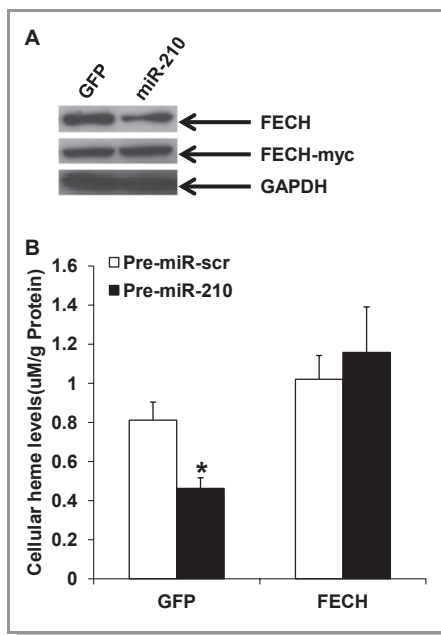 A
GFP
miR-210
FECH
FECH-myc
GAPDH
B
Pre-miR-scr
Pre-miR-210
Cellular heme levels(uM/g Protein)
1.6
1.4
1.2
1
0.8
0.6
0.4
0.2
0
*
GFP
FECH